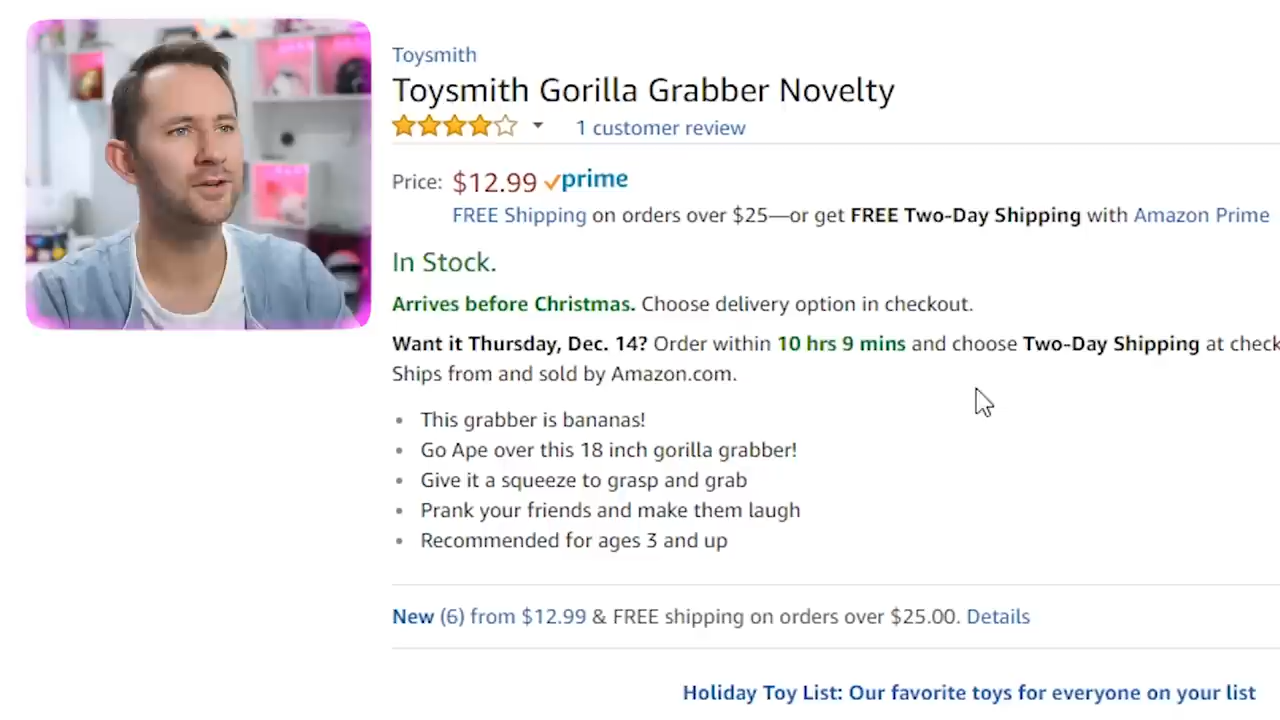 Toysmith
Toysmith Gorilla Grabber Novelty
1 customer review
Price: $12.99 prime
FREE Shipping on orders over $25—or get FREE Two-Day Shipping with Amazon Prime
In Stock.
Arrives before Christmas. Choose delivery option in checkout.
Want it Thursday, Dec. 14? Order within 10 hrs 9 mins and choose Two-Day Shipping at check
Ships from and sold by Amazon.com.
• This grabber is bananas!
• Go Ape over this 18 inch gorilla grabber!
• Give it a squeeze to grasp and grab
• Prank your friends and make them laugh
• Recommended for ages 3 and up
New (6) from $12.99 & FREE shipping on orders over $25.00. Details
Holiday Toy List: Our favorite toys for everyone on your list